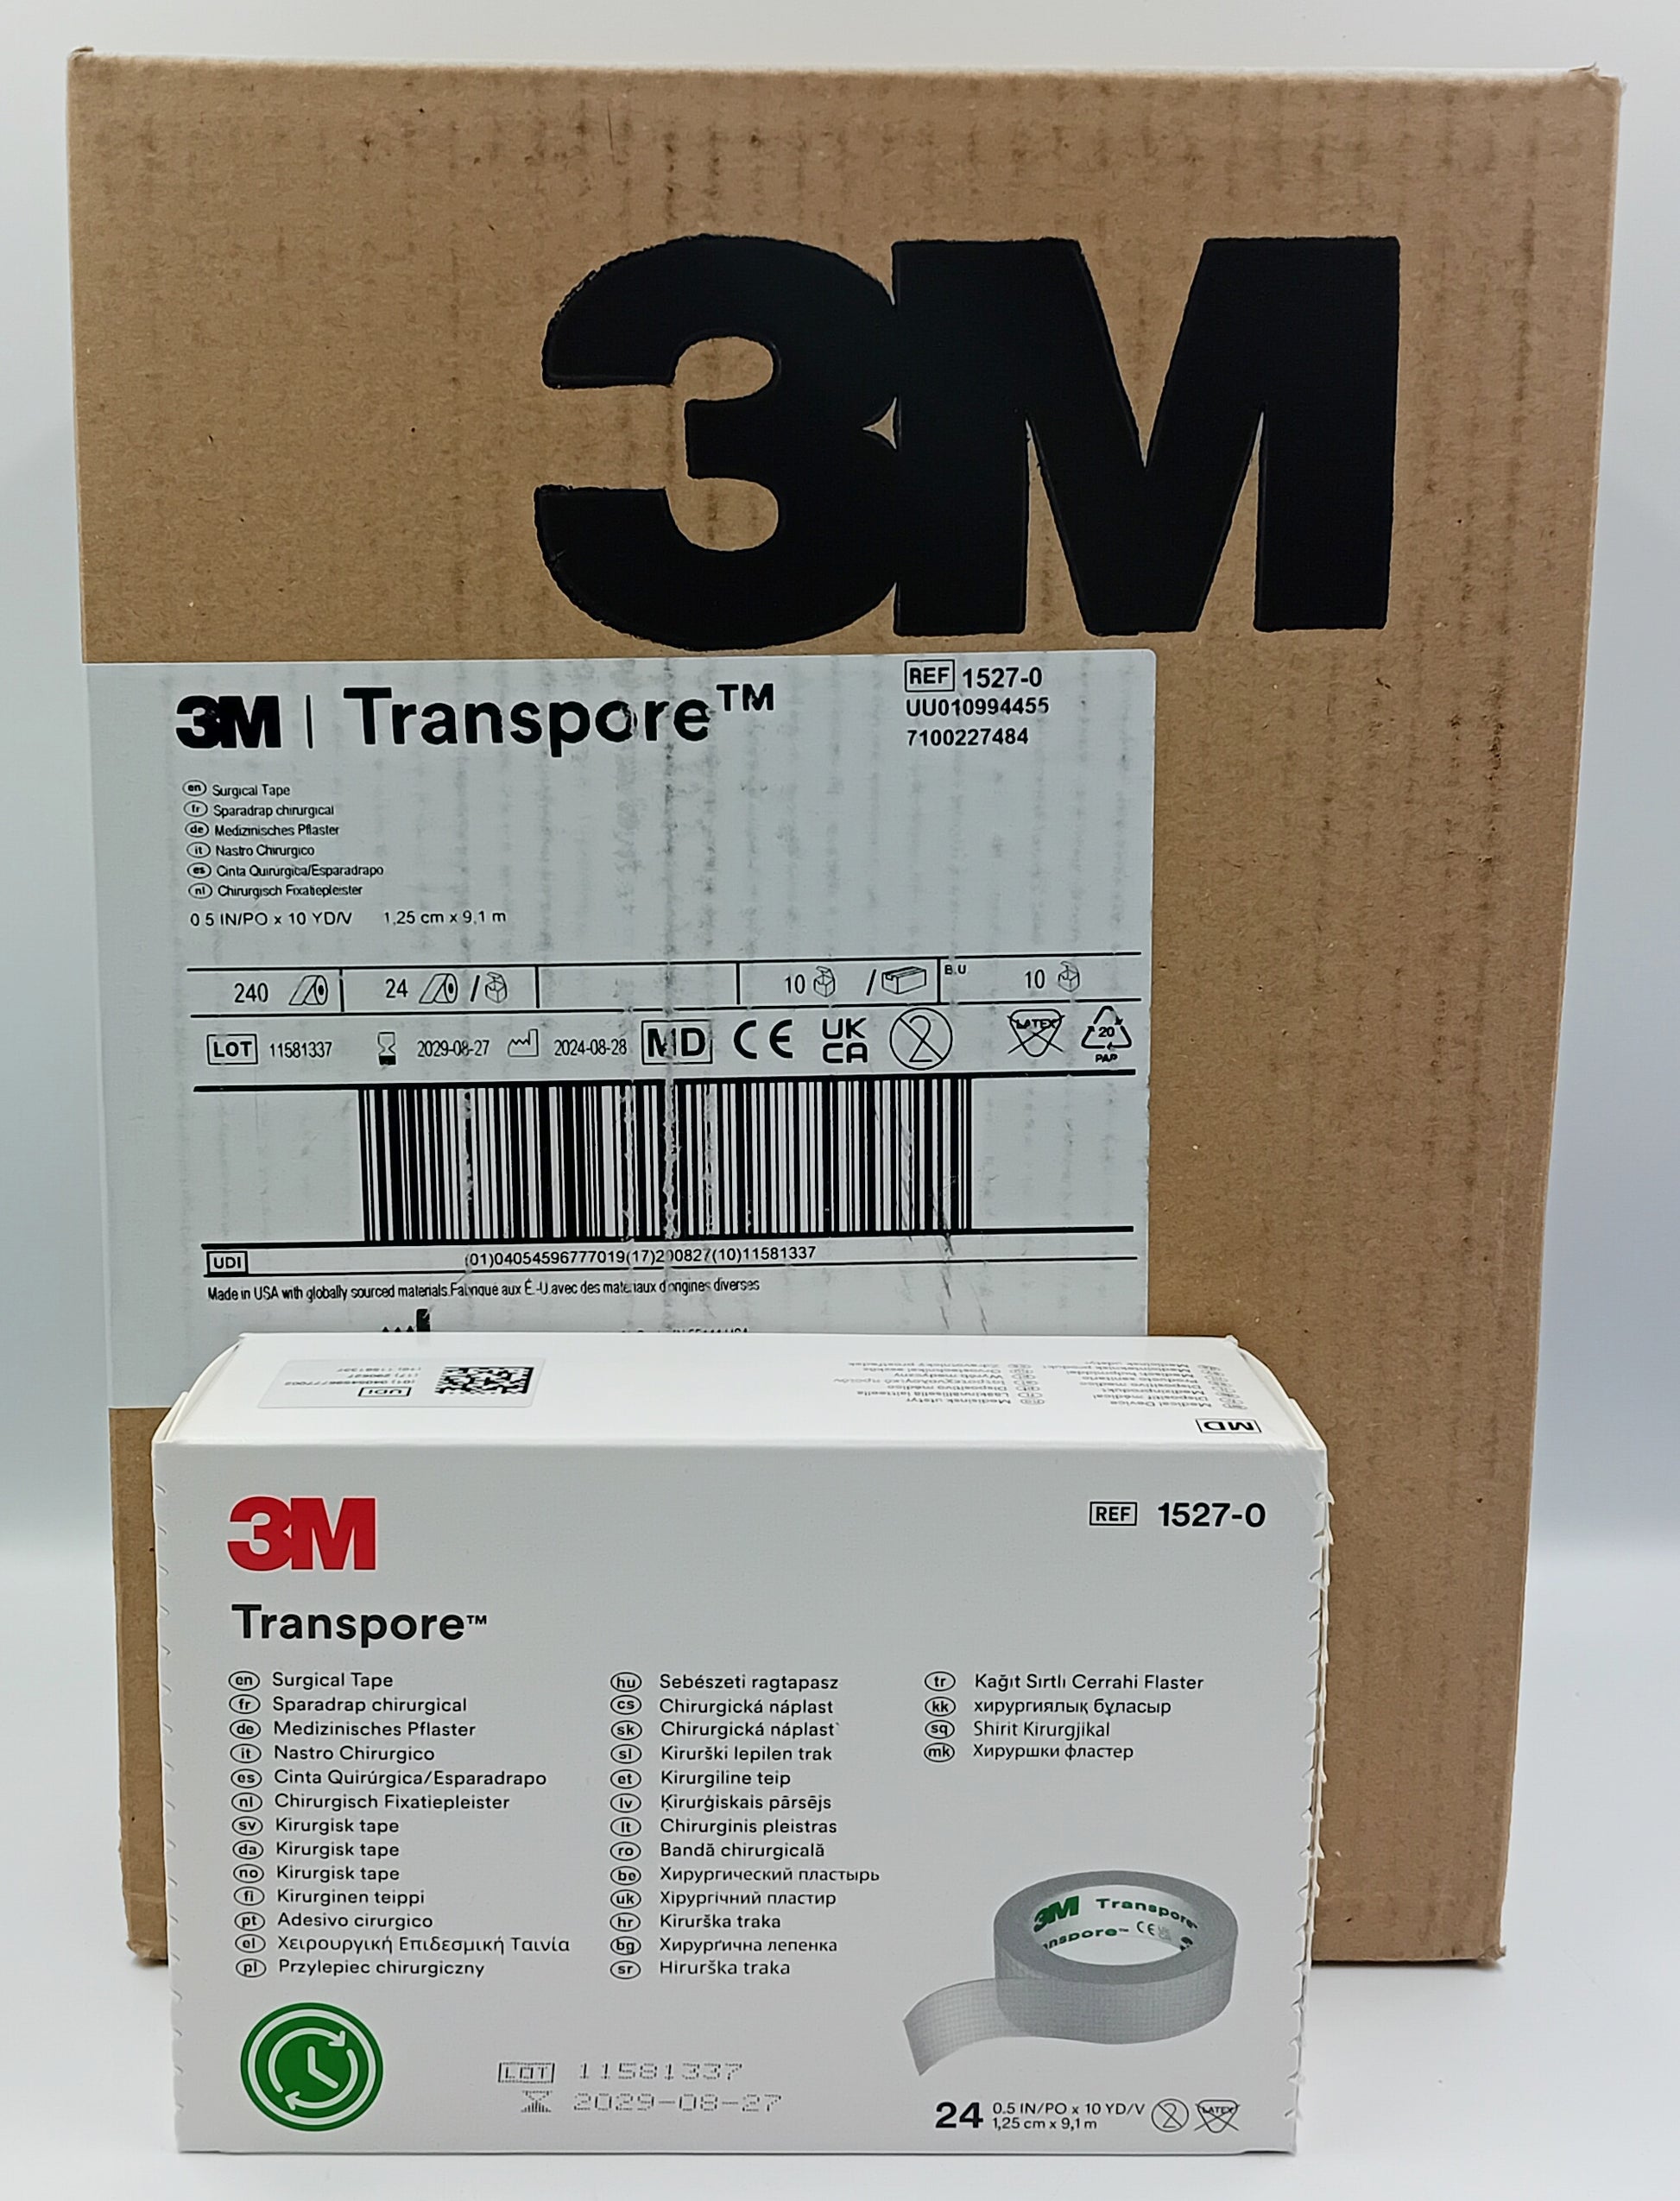 3M
3M | Transpore™
REF 1527-0
UU010994455
7100227484
en Surgical Tape
fr Sparadrap chirurgical
de Medizinisches Pflaster
it Nastro Chirurgico
es Cinta Quirúrgica/Esparadrapo
nl Chirurgisch Fixatiepleister
0.5 IN/PO x 10 YD/V 1,25 cm x 9,1 m
240 24 / 10 / B.U 10
LOT 11581337 2029-08-27 2024-08-28 MD CE UK CA 2 LATEX 20 PAP
UDI (01)04054596777019(17)290827(10)11581337
Made in USA with globally sourced materials.Fabriqué aux É.-U.avec des matériaux d'origines diverses
UDI
MD
Medical Device
3M
REF 1527-0
Transpore™
en Surgical Tape
fr Sparadrap chirurgical
de Medizinisches Pflaster
it Nastro Chirurgico
es Cinta Quirúrgica/Esparadrapo
nl Chirurgisch Fixatiepleister
sv Kirurgisk tape
da Kirurgisk tape
no Kirurgisk tape
fi Kirurginen teippi
pt Adesivo cirurgico
el Χειρουργική Επιδεσμική Ταινία
pl Przylepiec chirurgiczny
hu Sebészeti ragtapasz
cs Chirurgická náplast
sk Chirurgická náplast`
sl Kirurški lepilen trak
et Kirurgiline teip
lv Ķirurģiskais pārsējs
lt Chirurginis pleistras
ro Bandă chirurgicală
be Хирургический пластырь
uk Хірургічний пластир
hr Kirurška traka
bg Хирургична лепенка
sr Hirurška traka
tr Kağıt Sırtlı Cerrahi Flaster
kk хирургиялық бұласыр
sq Shirit Kirurgjikal
mk Хируршки фластер
3M Transpore™
nspore™ CE
LOT 11581337
2029-08-27
24 0.5 IN/PO x 10 YD/V
1,25 cm x 9,1 m
2 LATEX